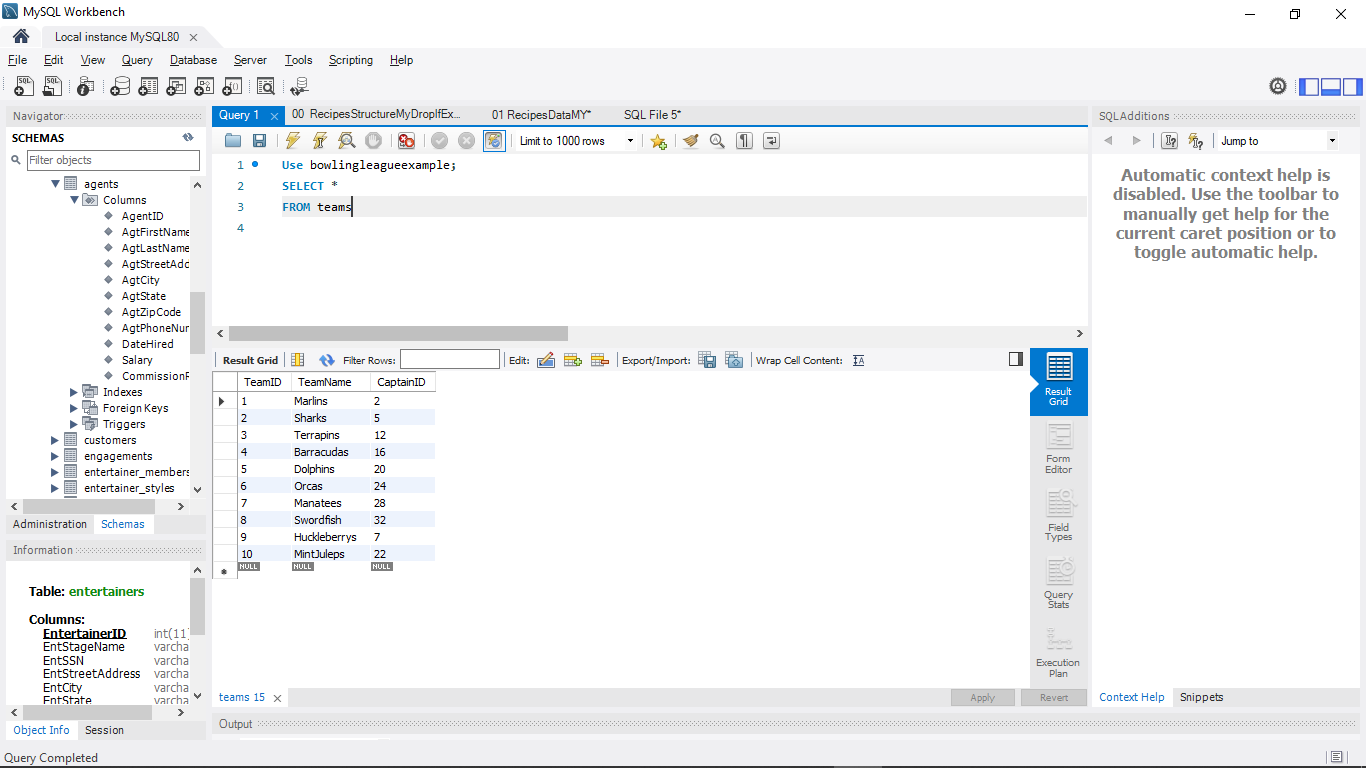 MySQL Workbench
Local instance MySQL80
File Edit View Query Database Server Tools Scripting Help
Navigator
SCHEMAS
Filter objects
agents
Columns
AgentID
AgtFirstName
AgtLastName
AgtStreetAdd
AgtCity
AgtState
AgtZipCode
AgtPhoneNur
DateHired
Salary
CommissionF
Indexes
Foreign Keys
Triggers
customers
engagements
entertainer_members
entertainer_styles
Administration Schemas
Information
Table: entertainers
Columns:
EntertainerID int(11)
EntStageName varcha
EntSSN varcha
EntStreetAddress varcha
EntCity varcha
EntState varcha
Object Info Session
Query 1 00 RecipesStructureMyDropIfEx... 01 RecipesDataMY* SQL File 5*
Limit to 1000 rows
1 Use bowlingleagueexample;
2 SELECT *
3 FROM teams
4
Result Grid Filter Rows: Edit: Export/Import: Wrap Cell Content: IA
TeamID TeamName CaptainID
1 Marlins 2
2 Sharks 5
3 Terrapins 12
4 Barracudas 16
5 Dolphins 20
6 Orcas 24
7 Manatees 28
8 Swordfish 32
9 Huckleberrys 7
10 MintJuleps 22
NULL NULL NULL
Result
Grid
Form
Editor
Field
Types
Query
Stats
Execution
Plan
teams 15 Apply Revert
Output
SQLAdditions
Jump to
Automatic context help is
disabled. Use the toolbar to
manually get help for the
current caret position or to
toggle automatic help.
Context Help Snippets
Query Completed